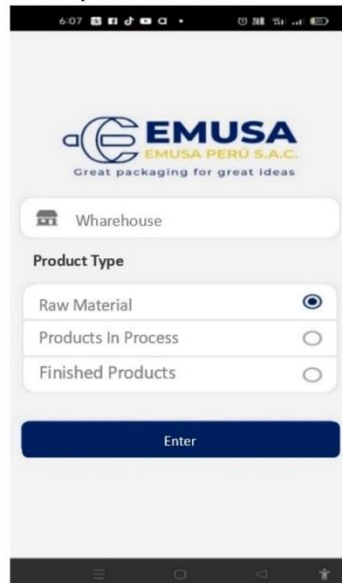 6:07
EMUSA
EMUSA PERÚ S.A.C.
Great packaging for great ideas
Wharehouse
Product Type
Raw Material
Products In Process
Finished Products
Enter